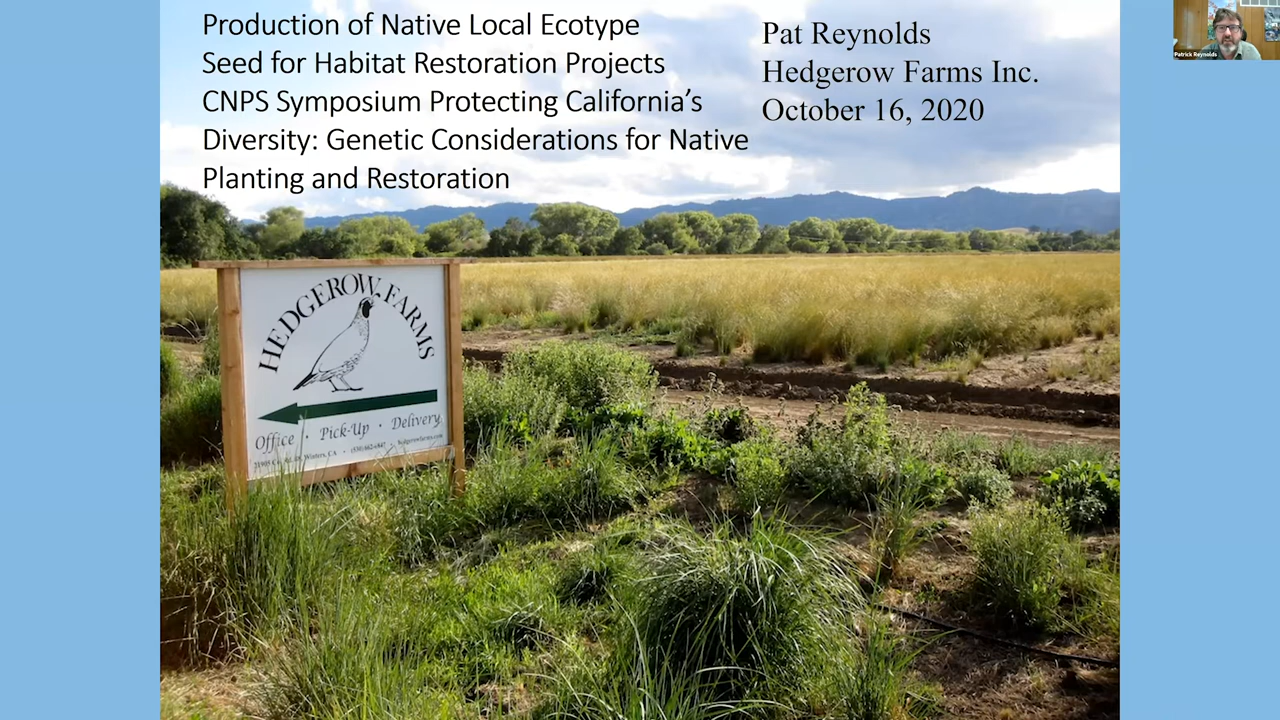 Production of Native Local Ecotype
Seed for Habitat Restoration Projects
CNPS Symposium Protecting California's
Diversity: Genetic Considerations for Native
Planting and Restoration
Pat Reynolds
Hedgerow Farms Inc.
October 16, 2020
Patrick Reynolds
HEDGEROW FARMS
Office · Pick-Up · Delivery
Winters, CA